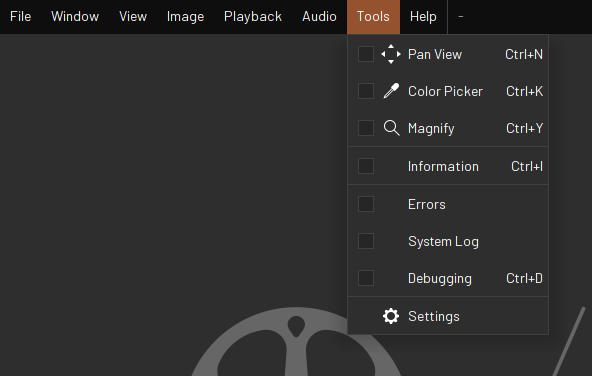 File Window View Image Playback Audio Tools Help -
Pan View Ctrl+N
Color Picker Ctrl+K
Magnify Ctrl+Y
Information Ctrl+I
Errors
System Log
Debugging Ctrl+D
Settings